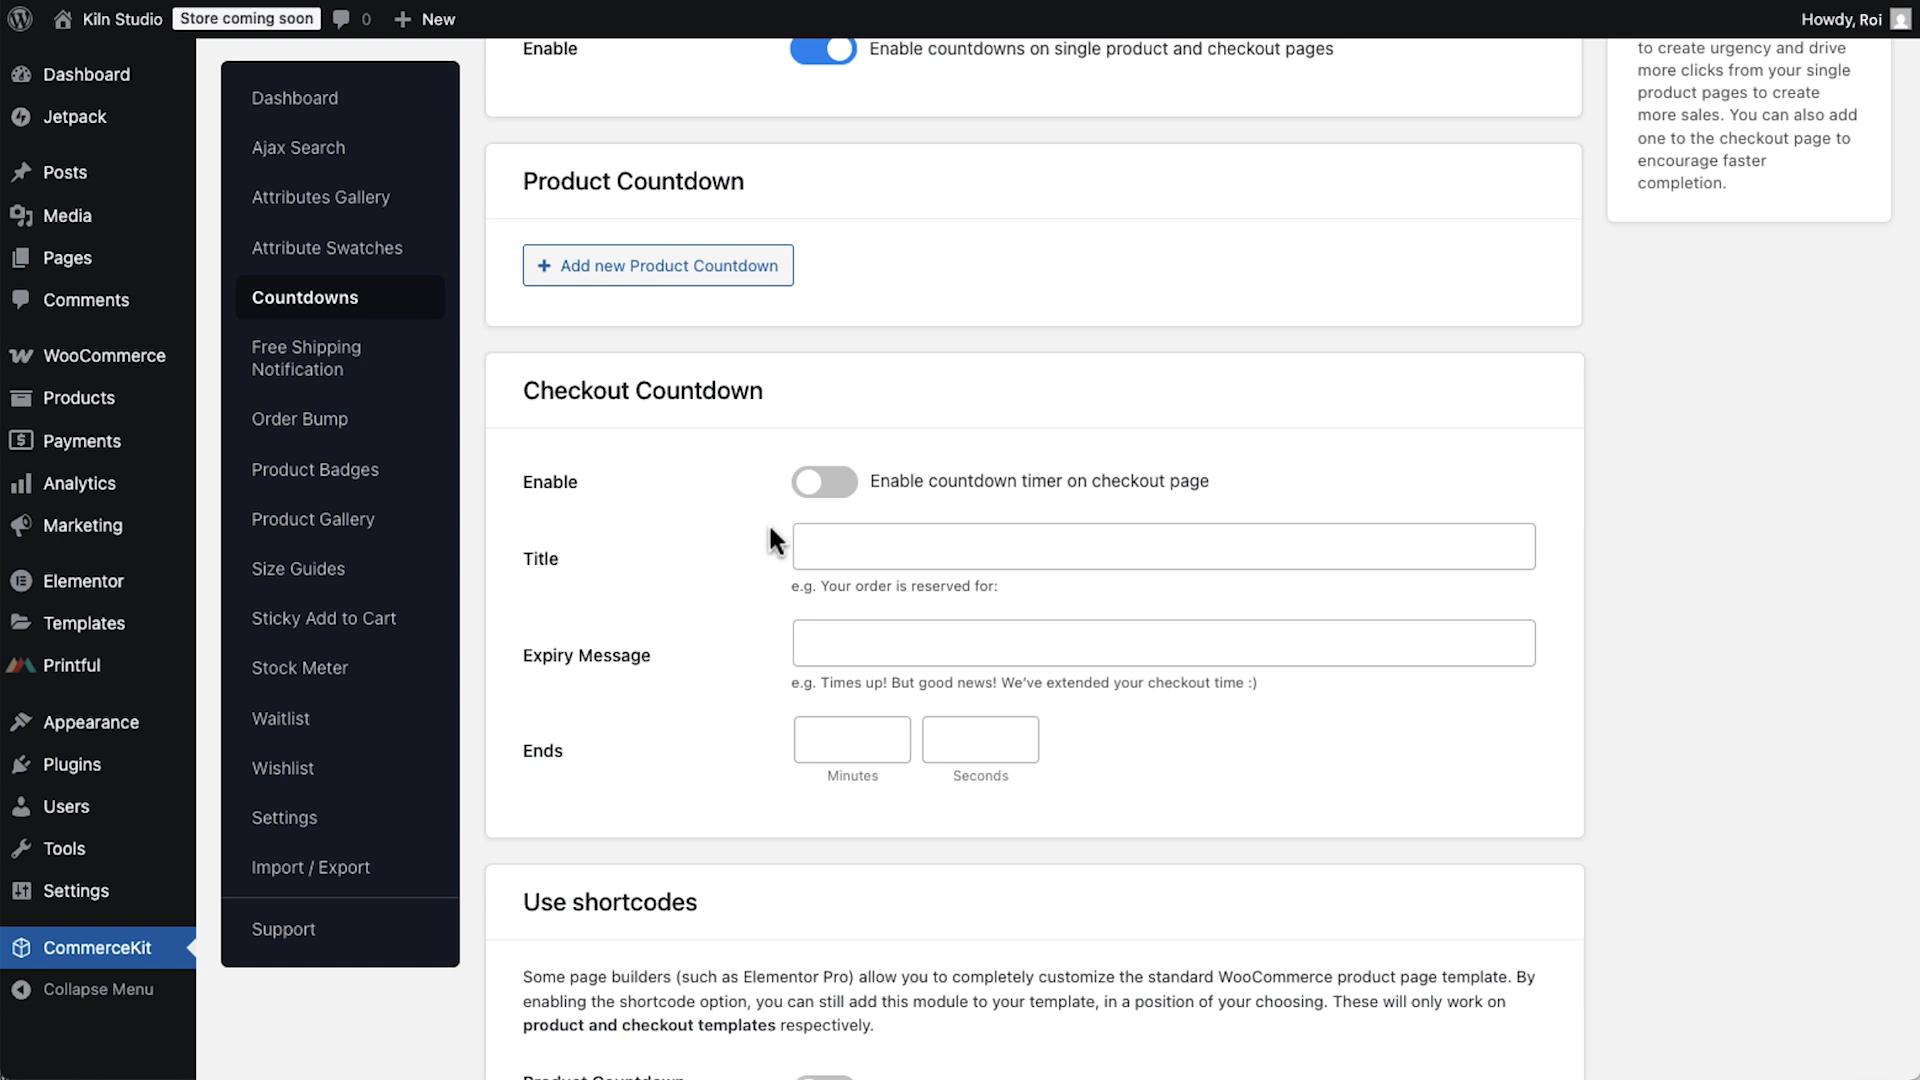 Kiln Studio
Store coming soon
0
New
Howdy, Roi
Dashboard
Jetpack
Posts
Media
Pages
Comments
WooCommerce
Products
Payments
Analytics
Marketing
Elementor
Templates
Printful
Appearance
Plugins
Users
Tools
Settings
CommerceKit
Collapse Menu
Dashboard
Ajax Search
Attributes Gallery
Attribute Swatches
Countdowns
Free Shipping
Notification
Order Bump
Product Badges
Product Gallery
Size Guides
Sticky Add to Cart
Stock Meter
Waitlist
Wishlist
Settings
Import / Export
Support
Enable
Enable countdowns on single product and checkout pages
Product Countdown
+ Add new Product Countdown
Checkout Countdown
Enable
Enable countdown timer on checkout page
Title
e.g. Your order is reserved for:
Expiry Message
e.g. Times up! But good news! We've extended your checkout time :)
Ends
Minutes
Seconds
Use shortcodes
Some page builders (such as Elementor Pro) allow you to completely customize the standard WooCommerce product page template. By
enabling the shortcode option, you can still add this module to your template, in a position of your choosing. These will only work on
product and checkout templates respectively.
Product Countdown
to create urgency and drive
more clicks from your single
product pages to create
more sales. You can also add
one to the checkout page to
encourage faster
completion.